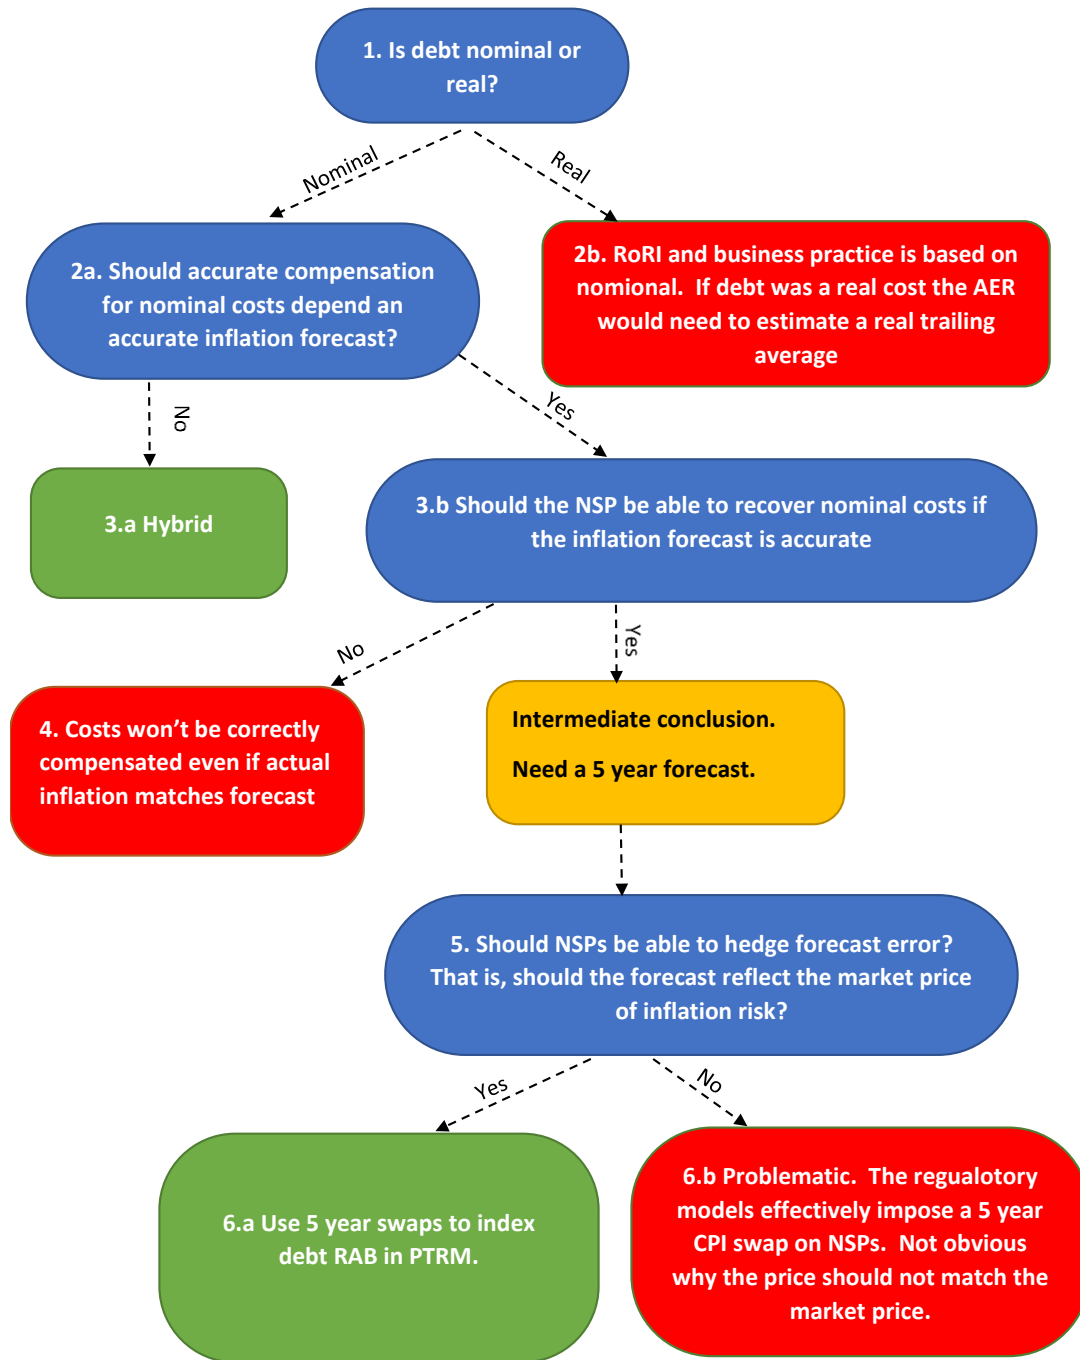 1. Is debt nominal or
real?
Nominal
Real
2a. Should accurate compensation
for nominal costs depend an
accurate inflation forecast?
2b. RoRI and business practice is based on
nomional.  If debt was a real cost the AER
would need to estimate a real trailing
average
No
Yes
3.a Hybrid
3.b Should the NSP be able to recover nominal costs if
the inflation forecast is accurate
No
Yes
4. Costs won’t be correctly
compensated even if actual
inflation matches forecast
Intermediate conclusion.
Need a 5 year forecast.
5. Should NSPs be able to hedge forecast error?
That is, should the forecast reflect the market price
of inflation risk?
Yes
No
6.a Use 5 year swaps to index
debt RAB in PTRM.
6.b Problematic.  The regualotory
models effectively impose a 5 year
CPI swap on NSPs.  Not obvious
why the price should not match the
market price.